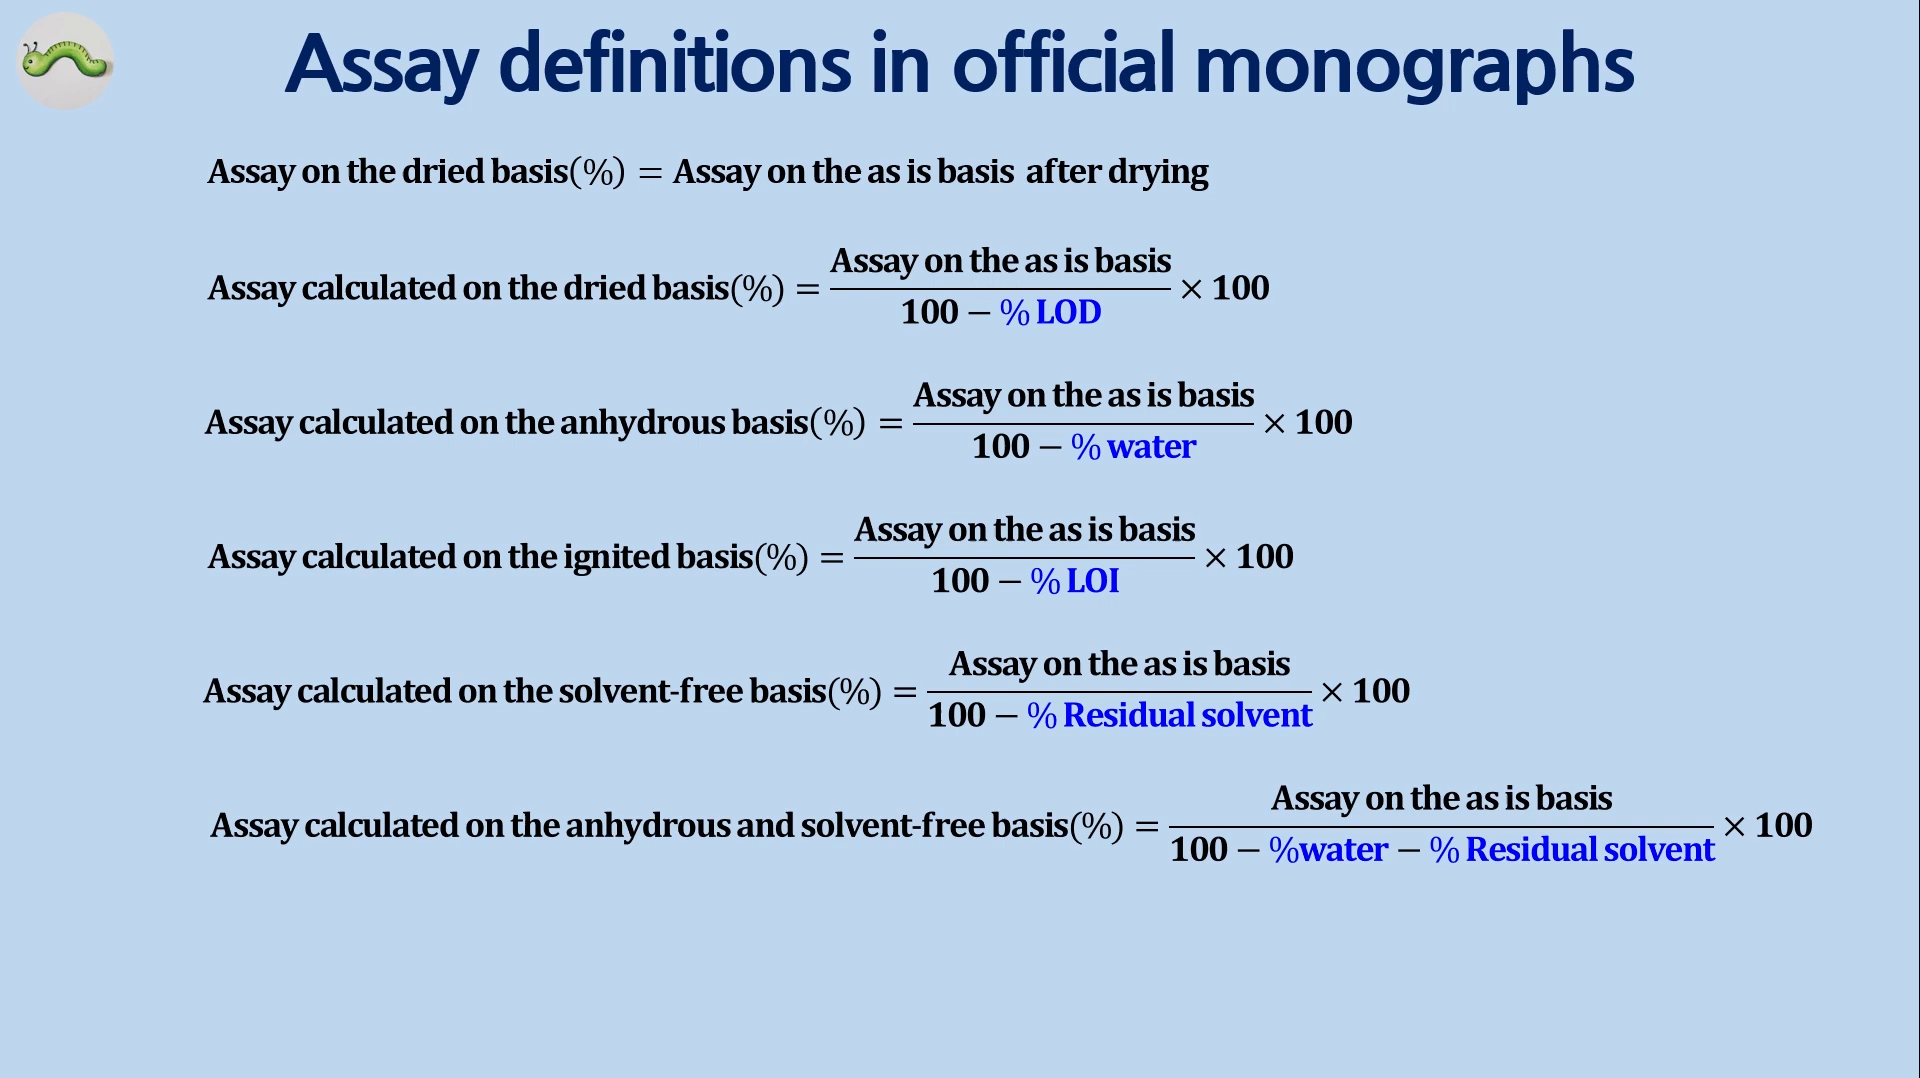 Assay definitions in official monographs
Assay on the dried basis(%) = Assay on the as is basis after drying
Assay calculated on the dried basis(%) = Assay on the as is basis / 100 − % LOD × 100
Assay calculated on the anhydrous basis(%) = Assay on the as is basis / 100 − % water × 100
Assay calculated on the ignited basis(%) = Assay on the as is basis / 100 − % LOI × 100
Assay calculated on the solvent-free basis(%) = Assay on the as is basis / 100 − % Residual solvent × 100
Assay calculated on the anhydrous and solvent-free basis(%) = Assay on the as is basis / 100 − %water − % Residual solvent × 100